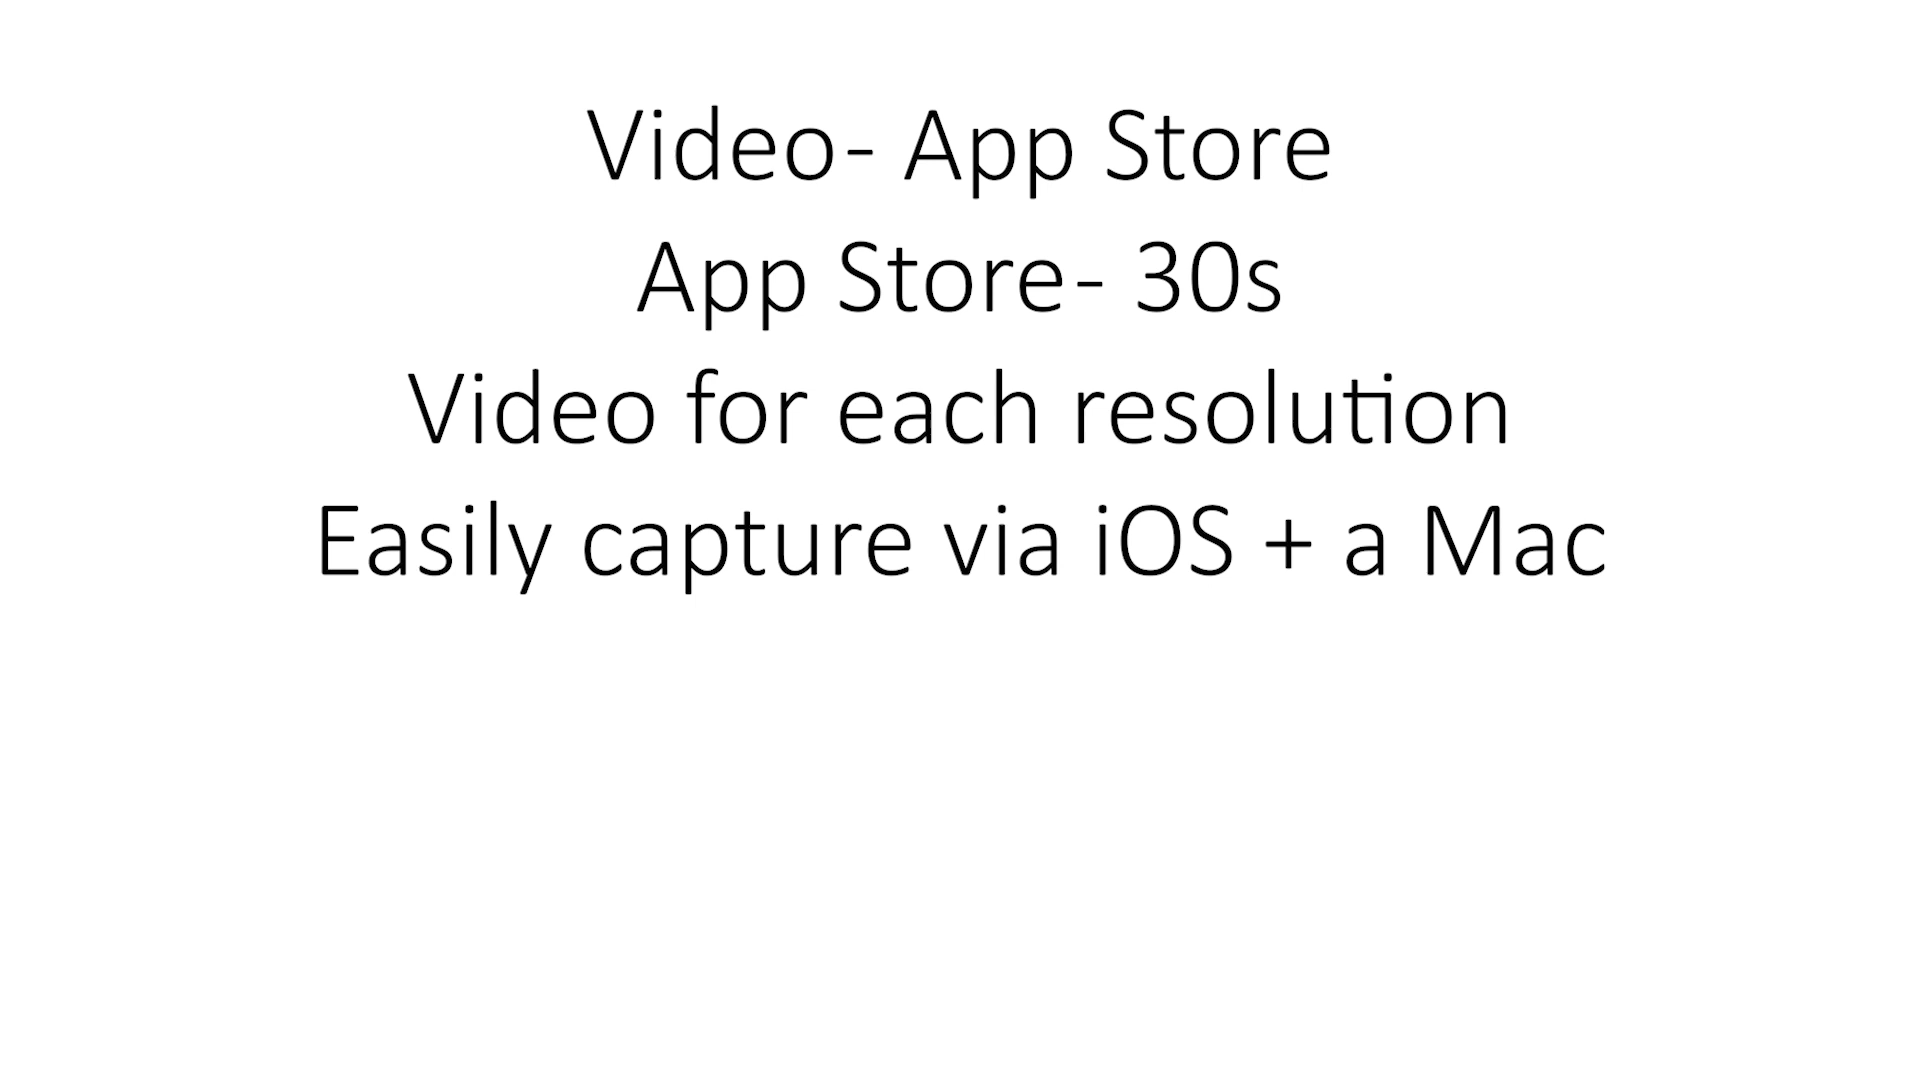 Video- App Store
App Store- 30s
Video for each resolution
Easily capture via iOS + a Mac